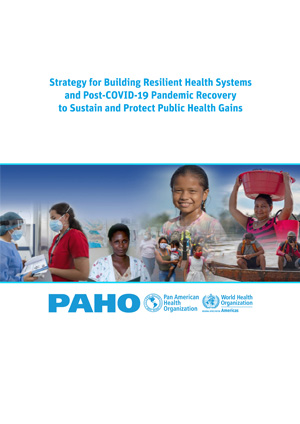 Strategy for Building Resilient Health Systems
and Post-COVID-19 Pandemic Recovery
to Sustain and Protect Public Health Gains
PAHO
Pan American
Health
Organization
World Health
Organization
Americas